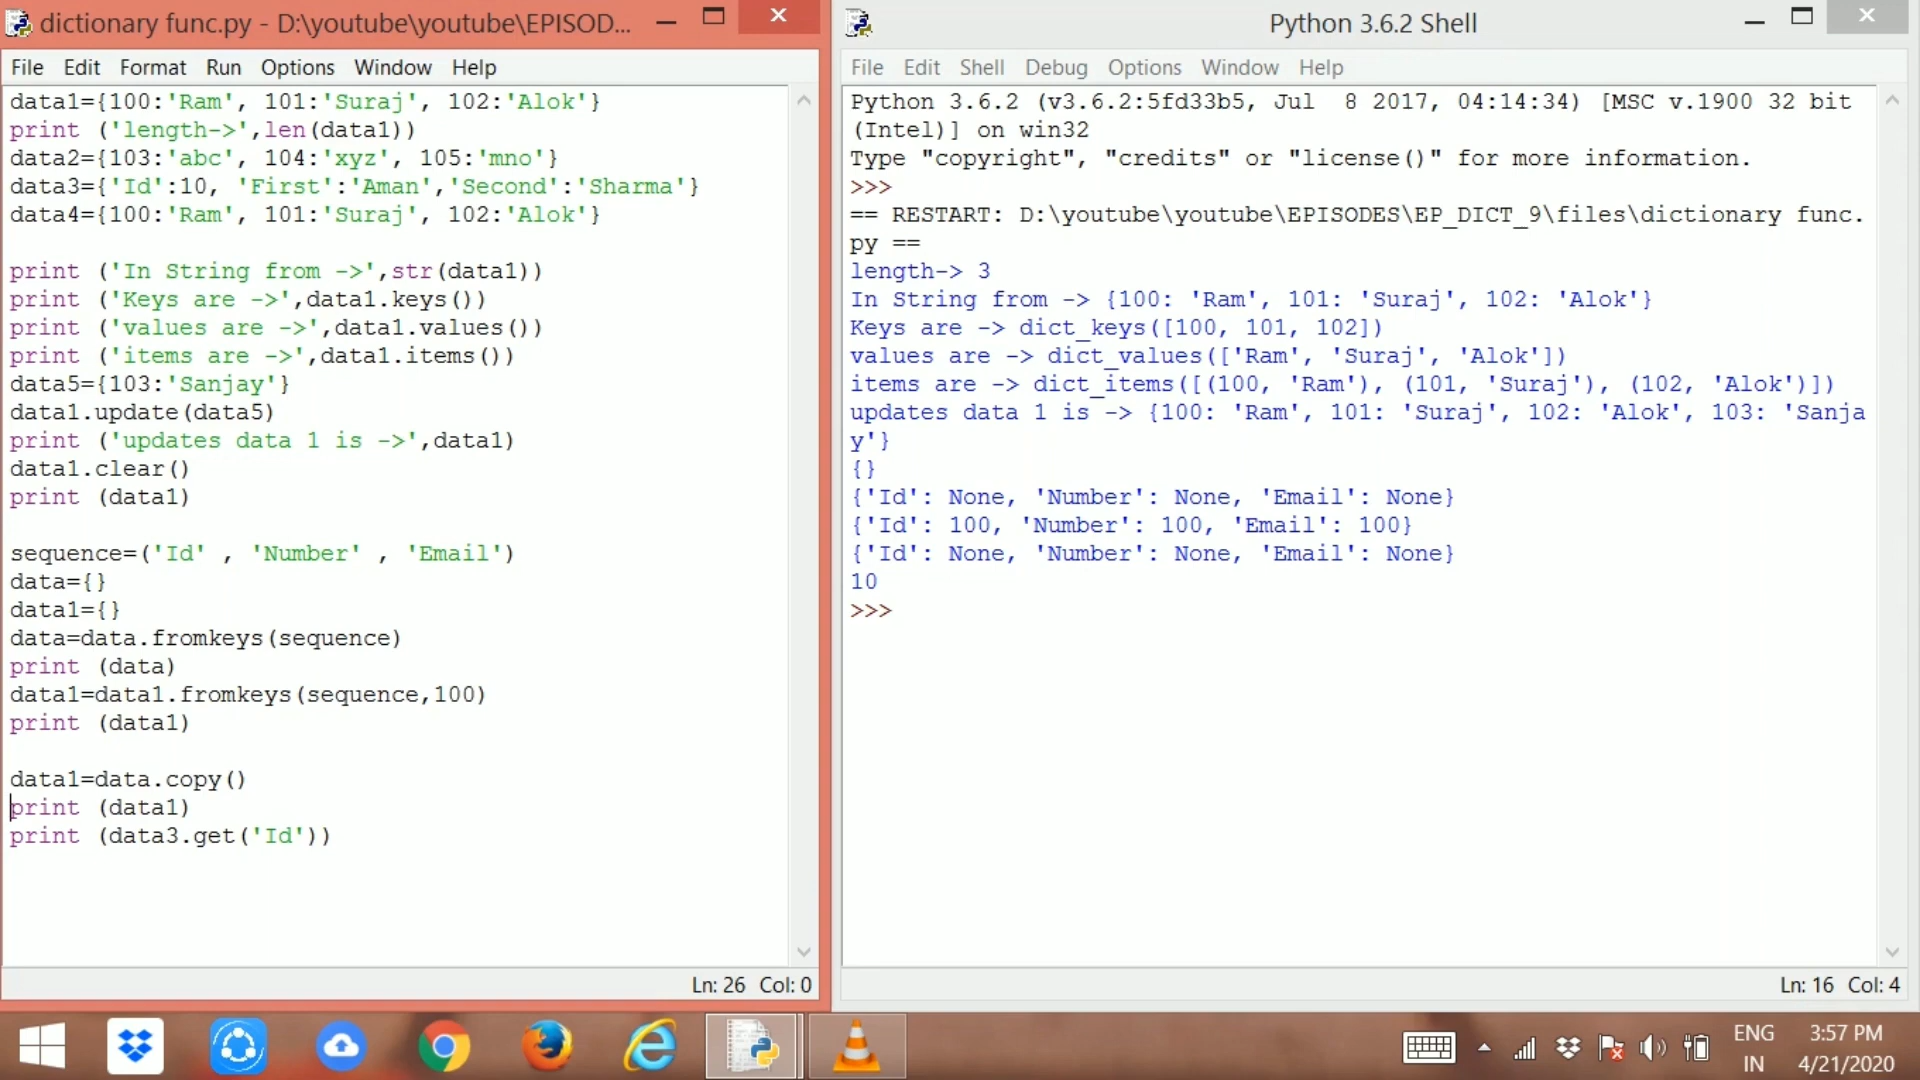 dictionary func.py - D:\youtube\youtube\EPISOD...
File Edit Format Run Options Window Help
data1={100:'Ram', 101:'Suraj', 102:'Alok'}
print ('length->',len(data1))
data2={103:'abc', 104:'xyz', 105:'mno'}
data3={'Id':10, 'First':'Aman','Second':'Sharma'}
data4={100:'Ram', 101:'Suraj', 102:'Alok'}
print ('In String from ->',str(data1))
print ('Keys are ->',data1.keys())
print ('values are ->',data1.values())
print ('items are ->',data1.items())
data5={103:'Sanjay'}
data1.update(data5)
print ('updates data 1 is ->',data1)
data1.clear()
print (data1)
sequence=('Id' , 'Number' , 'Email')
data={}
data1={}
data=data.fromkeys(sequence)
print (data)
data1=data1.fromkeys(sequence,100)
print (data1)
data1=data.copy()
print (data1)
print (data3.get('Id'))
Ln: 26 Col: 0
Python 3.6.2 Shell
File Edit Shell Debug Options Window Help
Python 3.6.2 (v3.6.2:5fd33b5, Jul  8 2017, 04:14:34) [MSC v.1900 32 bit
(Intel)] on win32
Type "copyright", "credits" or "license()" for more information.
>>>
== RESTART: D:\youtube\youtube\EPISODES\EP_DICT_9\files\dictionary func.
py ==
length-> 3
In String from -> {100: 'Ram', 101: 'Suraj', 102: 'Alok'}
Keys are -> dict_keys([100, 101, 102])
values are -> dict_values(['Ram', 'Suraj', 'Alok'])
items are -> dict_items([(100, 'Ram'), (101, 'Suraj'), (102, 'Alok')])
updates data 1 is -> {100: 'Ram', 101: 'Suraj', 102: 'Alok', 103: 'Sanja
y'}
{}
{'Id': None, 'Number': None, 'Email': None}
{'Id': 100, 'Number': 100, 'Email': 100}
{'Id': None, 'Number': None, 'Email': None}
10
>>>
Ln: 16 Col: 4
ENG 3:57 PM
IN 4/21/2020